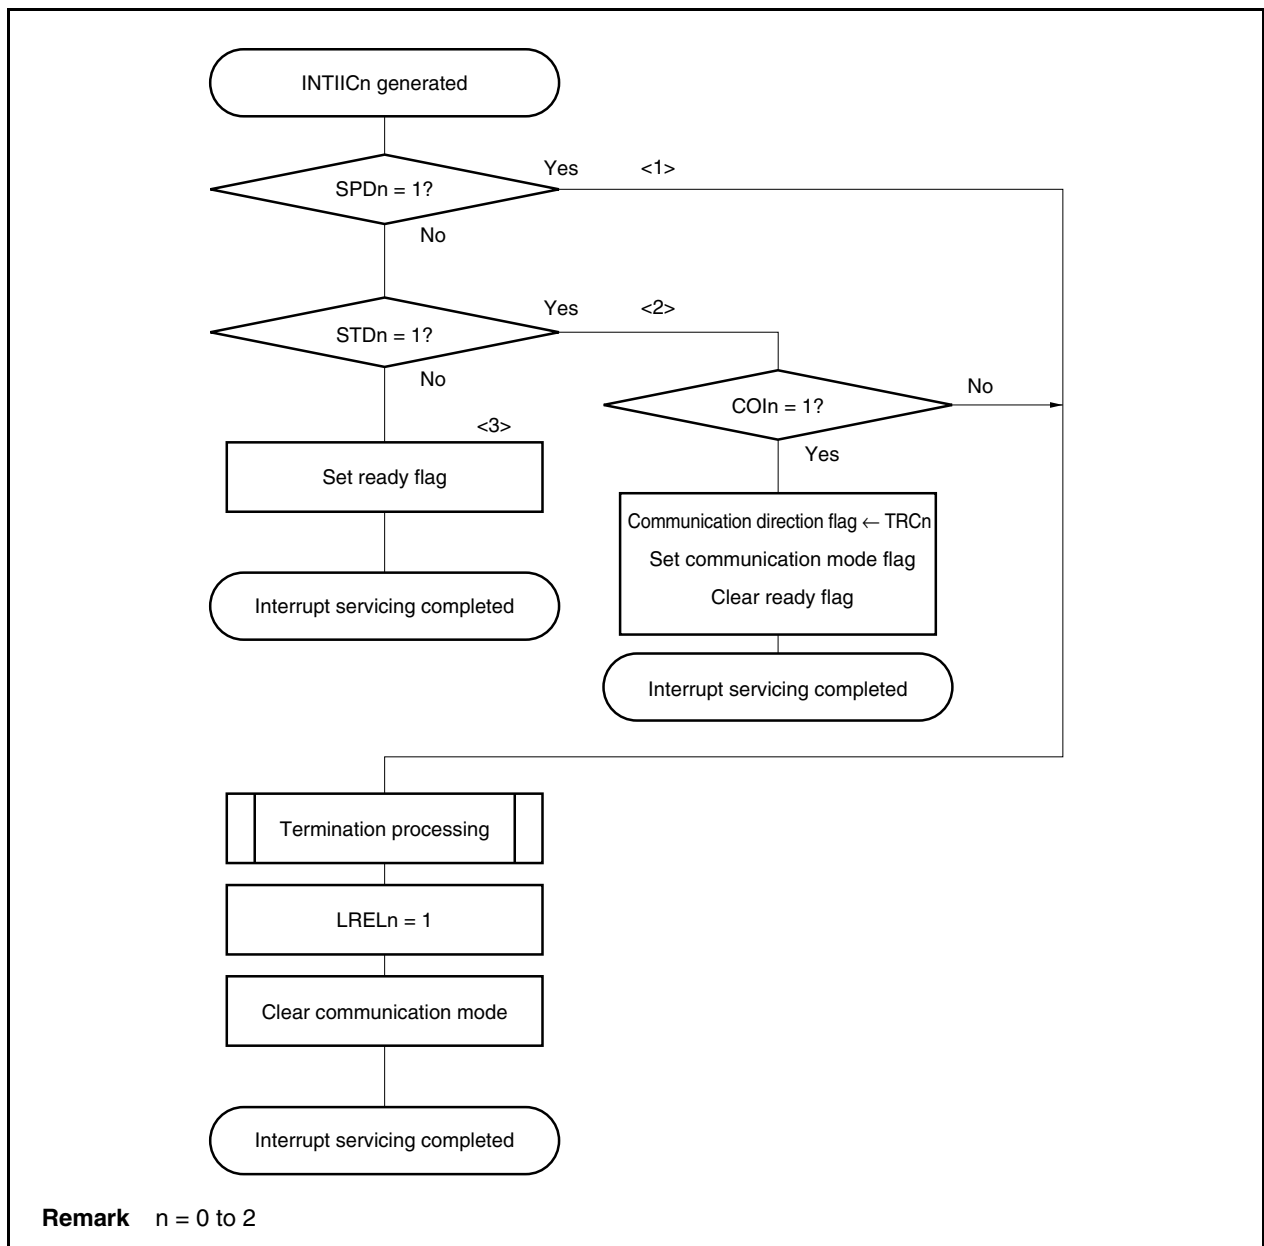 INTIICn generated
SPDn = 1?
Yes
<1>
No
STDn = 1?
Yes
<2>
No
COIn = 1?
No
Yes
<3>
Set ready flag
Communication direction flag ← TRCn
Set communication mode flag
Clear ready flag
Interrupt servicing completed
Interrupt servicing completed
Termination processing
LRELn = 1
Clear communication mode
Interrupt servicing completed
Remark n = 0 to 2